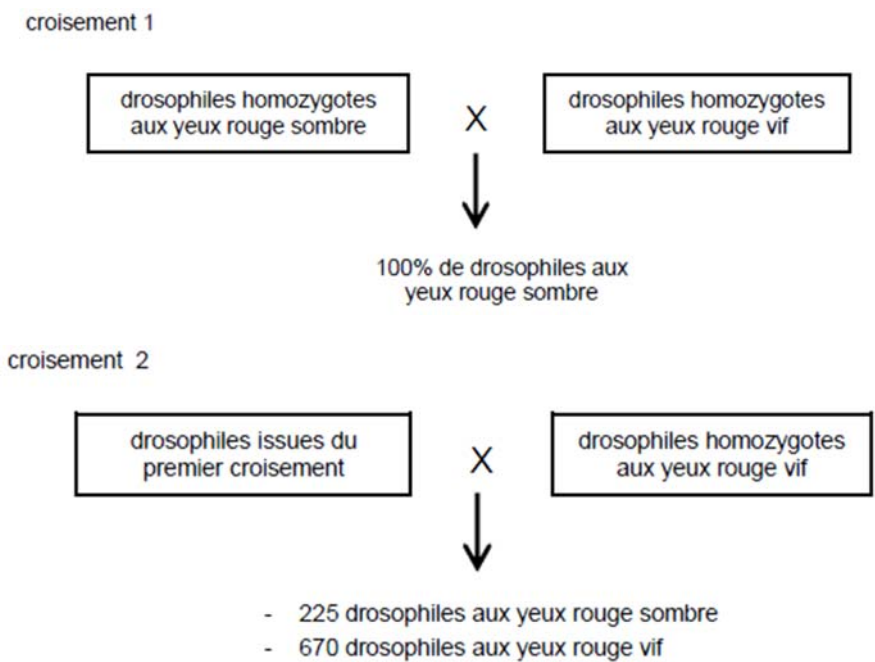 croisement 1
drosophiles homozygotes
aux yeux rouge sombre
X
drosophiles homozygotes
aux yeux rouge vif
100% de drosophiles aux
yeux rouge sombre
croisement 2
drosophiles issues du
premier croisement
X
drosophiles homozygotes
aux yeux rouge vif
- 225 drosophiles aux yeux rouge sombre
- 670 drosophiles aux yeux rouge vif